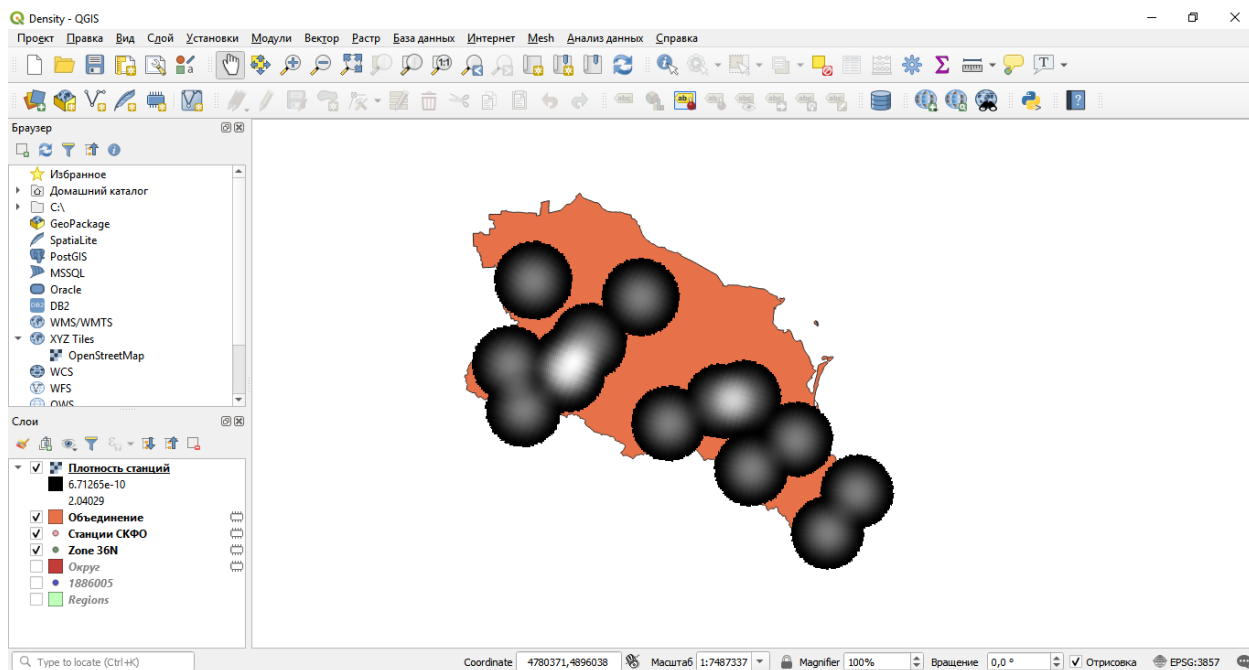 Density - QGIS
Проект Правка Вид Слой Установки Модули Вектор Растр База данных Интернет Mesh Анализ данных Справка
Браузер
Избранное
Домашний каталог
C:\
GeoPackage
SpatiaLite
PostGIS
MSSQL
Oracle
DB2
WMS/WMTS
XYZ Tiles
OpenStreetMap
WCS
WFS
OWS
Слои
Плотность станций
6.71265e-10
2.04029
Объединение
Станции СКФО
Zone 36N
Округ
1886005
Regions
Type to locate (Ctrl+K) Coordinate 4780371,4896038 Масштаб 1:7487337 Magnifier 100% Вращение 0,0 ° Отрисовка EPSG:3857